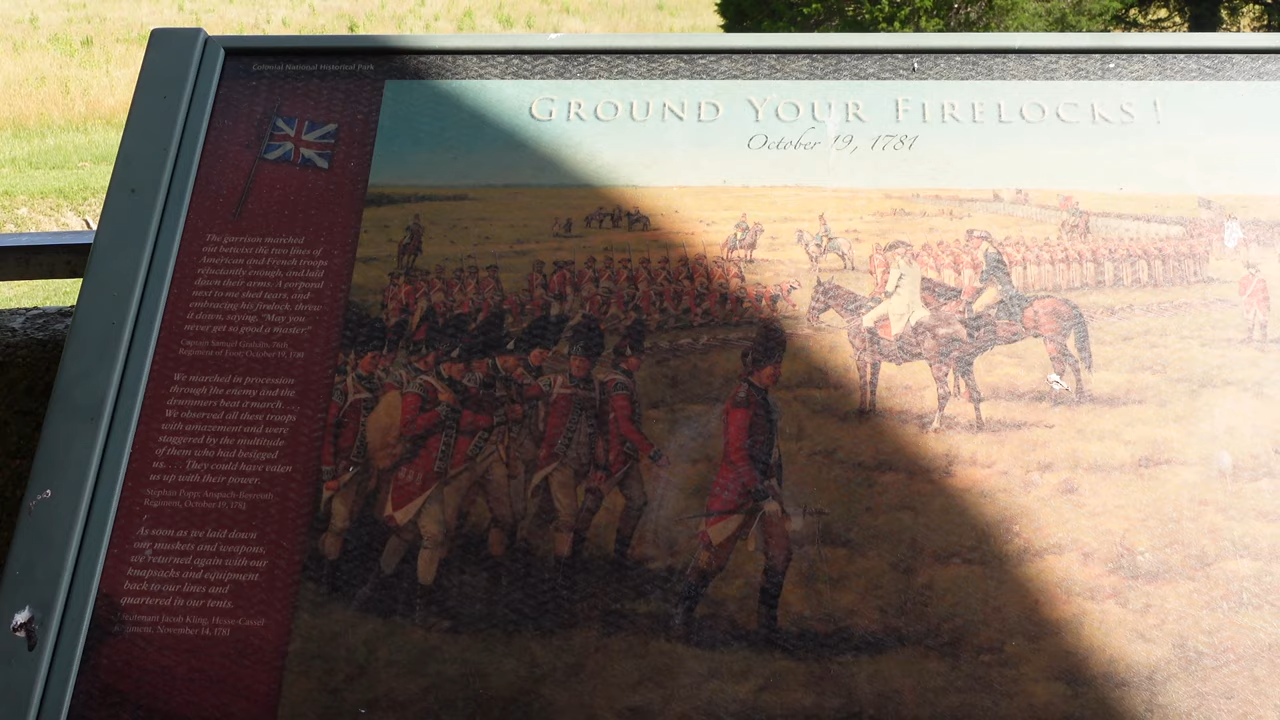 Colonial National Historical Park
GROUND YOUR FIRELOCKS!
October 19, 1781
The garrison marched
out betwixt the two lines of
American and French troops
reluctantly enough, and laid
down their arms. A corporal
next to me shed tears, and
embracing his firelock, threw
it down, saying, "May you
never get so good a master."
Captain Samuel Graham, 76th
Regiment of Foot; October 19, 1781
We marched in procession
through the enemy and the
drummers beat a march. . . .
We observed all these troops
with amazement and were
staggered by the multitude
of them who had besieged
us. . . . They could have eaten
us up with their power.
Stephan Popp; Anspach-Beyreuth
Regiment, October 19, 1781
As soon as we laid down
our muskets and weapons,
we returned again with our
knapsacks and equipment
back to our lines and
quartered in our tents.
Lieutenant Jacob Kling, Hesse-Cassel
Regiment, November 14, 1781